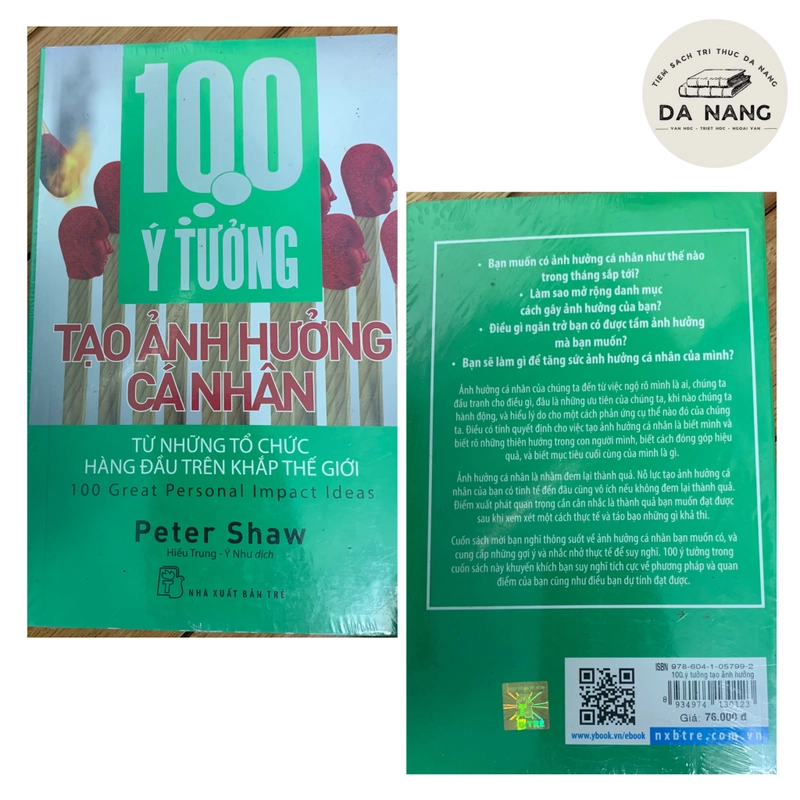 100
Ý TƯỞNG
TẠO ẢNH HƯỞNG
CÁ NHÂN
TỪ NHỮNG TỔ CHỨC
HÀNG ĐẦU TRÊN KHẮP THẾ GIỚI
100 Great Personal Impact Ideas
Peter Shaw
Hiếu Trung - Ý Như dịch
NHÀ XUẤT BẢN TRẺ
TIEM SACH TRI THUC DA NANG
DA NANG
VAN HOC - TRIET HOC - NGOAI VAN
• Bạn muốn có ảnh hưởng cá nhân như thế nào
trong tháng sắp tới?
• Làm sao mở rộng danh mục
cách gây ảnh hưởng của bạn?
• Điều gì ngăn trở bạn có được tầm ảnh hưởng
mà bạn muốn?
• Bạn sẽ làm gì để tăng sức ảnh hưởng cá nhân của mình?
Ảnh hưởng cá nhân của chúng ta đến từ việc ngộ rõ mình là ai, chúng ta
đấu tranh cho điều gì, đâu là những ưu tiên của chúng ta, khi nào chúng ta
hành động, và hiểu lý do cho một cách phản ứng cụ thể nào đó của chúng
ta. Điều có tính quyết định cho việc tạo ảnh hưởng cá nhân là biết mình và
biết rõ những thiên hướng trong con người mình, biết cách đóng góp hiệu
quả, và biết mục tiêu cuối cùng của mình là gì.
Ảnh hưởng cá nhân là nhằm đem lại thành quả. Nỗ lực tạo ảnh hưởng cá
nhân của bạn có tinh tế đến đâu cũng vô ích nếu không đem lại thành quả.
Điểm xuất phát quan trọng cần cân nhắc là thành quả bạn muốn đạt được
sau khi xem xét một cách thực tế và táo bạo những gì khả thi.
Cuốn sách mời bạn nghĩ thông suốt về ảnh hưởng cá nhân bạn muốn có, và
cung cấp những gợi ý và nhắc nhở thực tế để suy nghĩ. 100 ý tưởng trong
cuốn sách này khuyến khích bạn suy nghĩ tích cực về phương pháp và quan
điểm của bạn cũng như điều bạn dự tính đạt được.
ISBN 978-604-1-05799-2
100 ý tưởng tạo ảnh hưởng
8 934974 130123
Giá: 76.000 đ
www.ybook.vn/ebook
nxbtre.com.vn
TRẺ